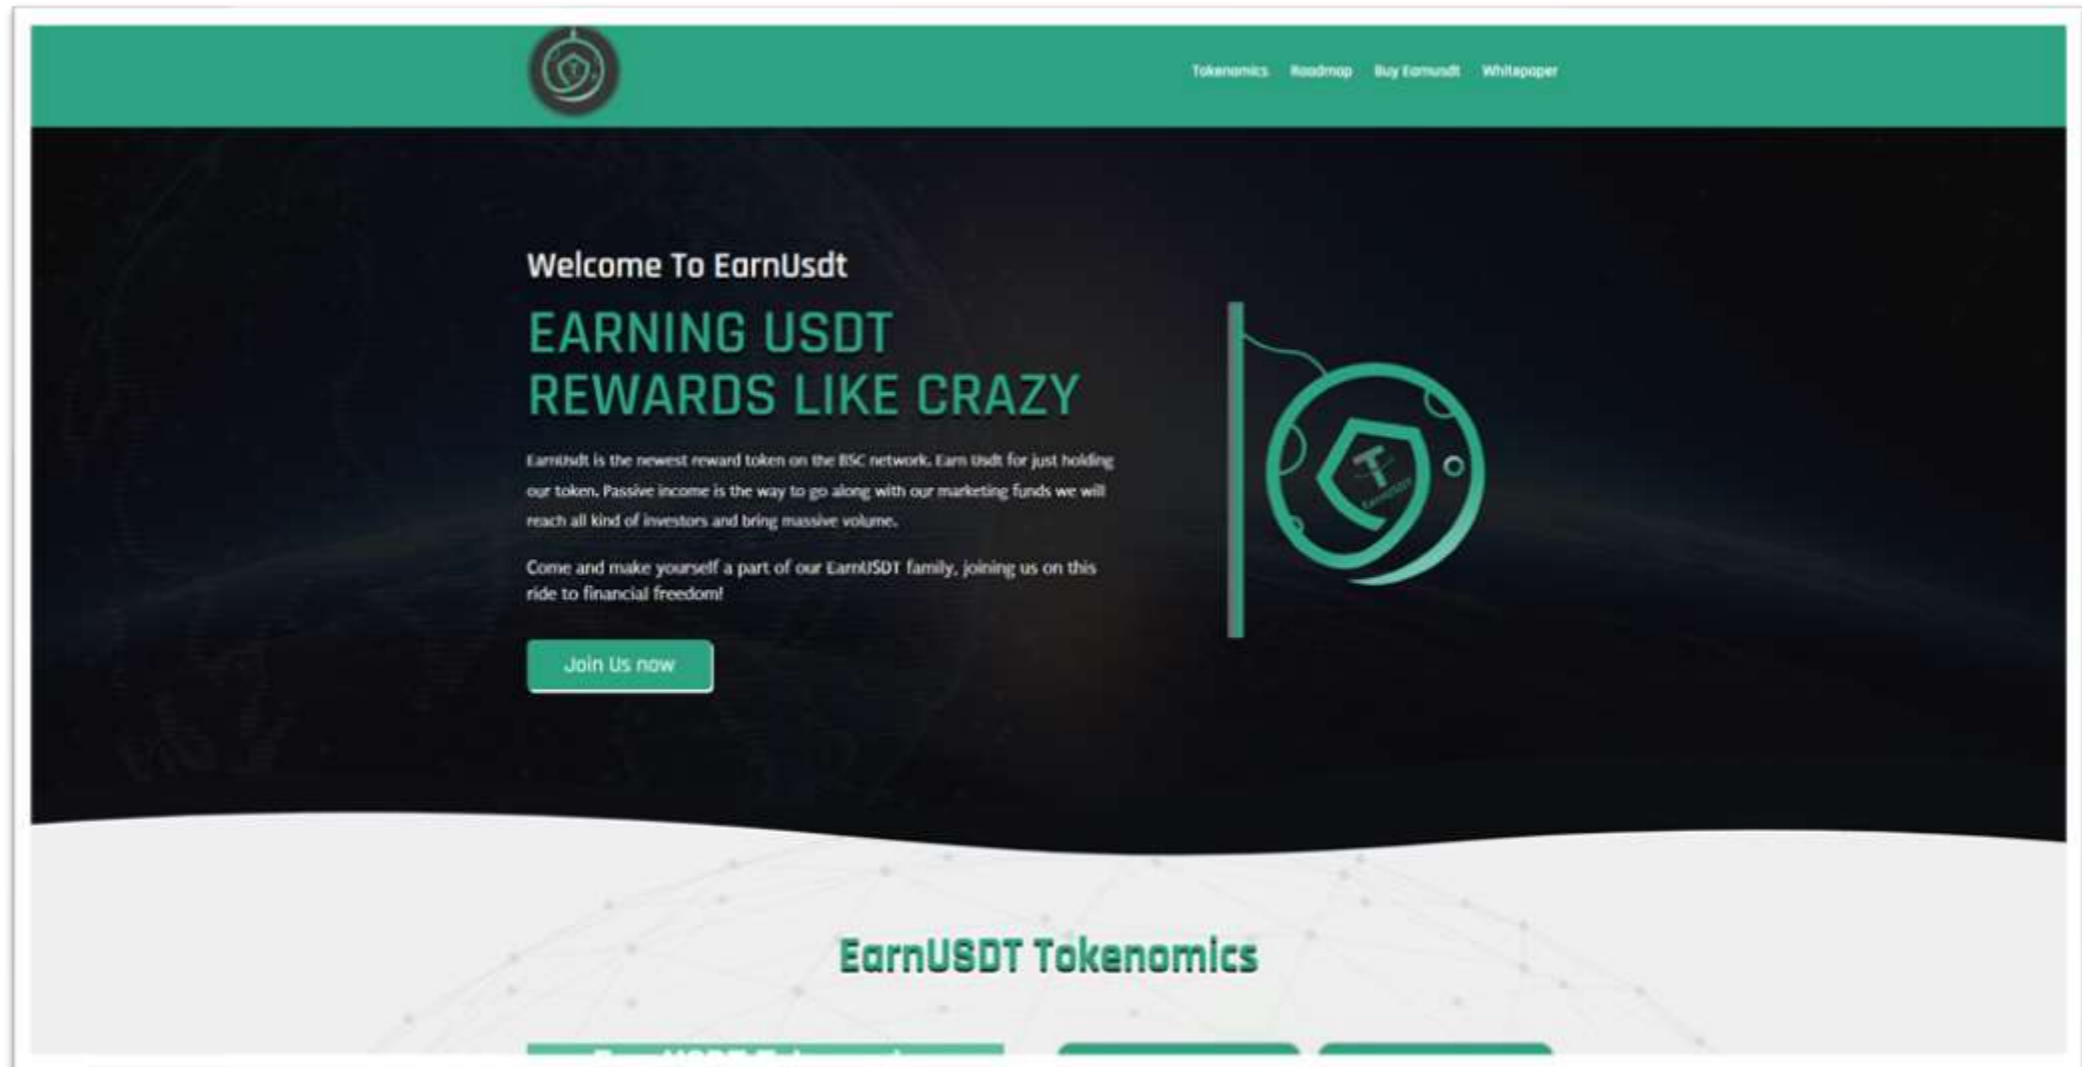 Tokenomics Roadmap Buy Earnusdt Whitepaper
Welcome To EarnUsdt
EARNING USDT
REWARDS LIKE CRAZY
EarnUsdt is the newest reward token on the BSC network. Earn Usdt for just holding
our token. Passive income is the way to go along with our marketing funds we will
reach all kind of investors and bring massive volume.
Come and make yourself a part of our EarnUSDT family, joining us on this
ride to financial freedom!
T
EarnUSDT
Join Us now
EarnUSDT Tokenomics